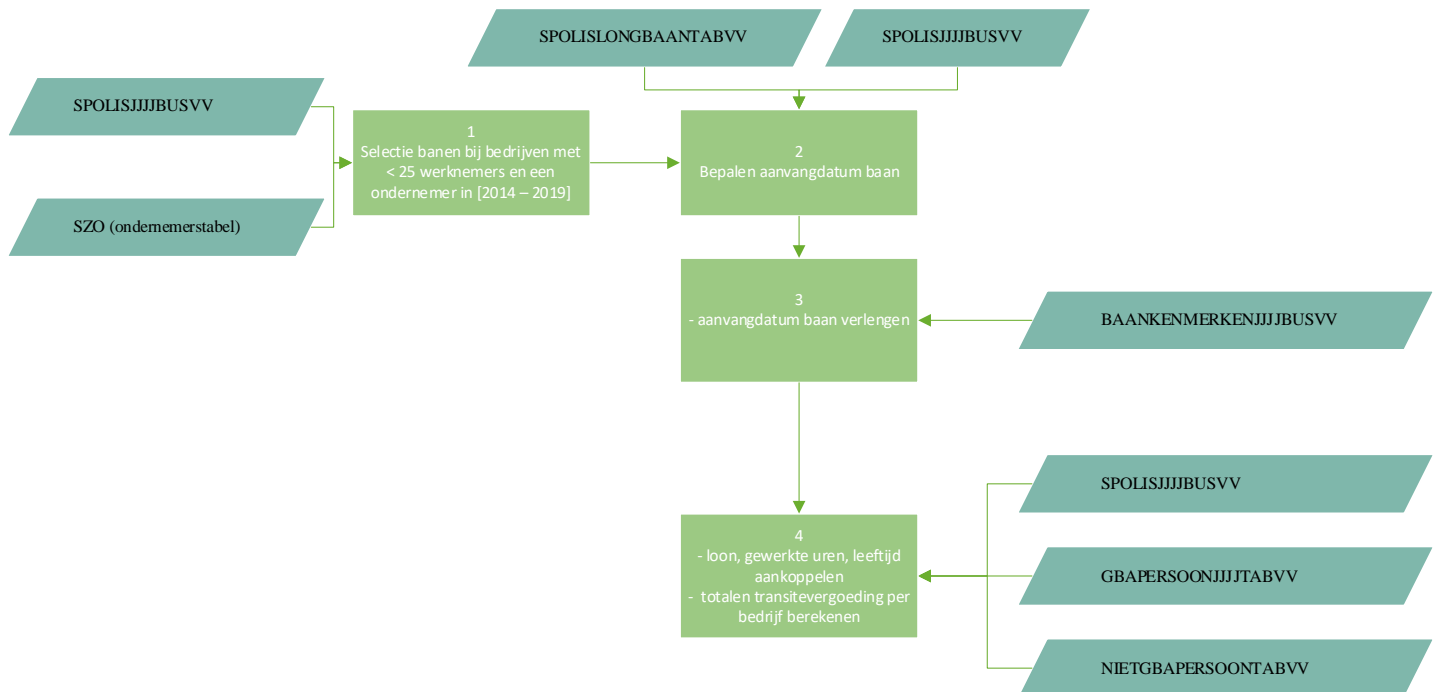 SPOLISLONGBAANTABVV
SPOLISJJJJBUSVV
SPOLISJJJJBUSVV
SZO (ondernemerstabel)
1
Selectie banen bij bedrijven met
< 25 werknemers en een
ondernemer in [2014 – 2019]
2
Bepalen aanvangdatum baan
3
- aanvangdatum baan verlengen
BAANKENMERKENJJJJBUSVV
4
- loon, gewerkte uren, leeftijd
aankoppelen
- totalen transitevergoeding per
bedrijf berekenen
SPOLISJJJJBUSVV
GBAPERSOONJJJJTABVV
NIETGBAPERSOONTABVV